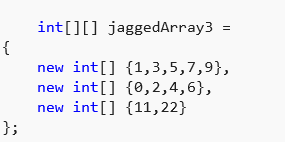 int[][] jaggedArray3 =
{
new int[] {1,3,5,7,9},
new int[] {0,2,4,6},
new int[] {11,22}
};